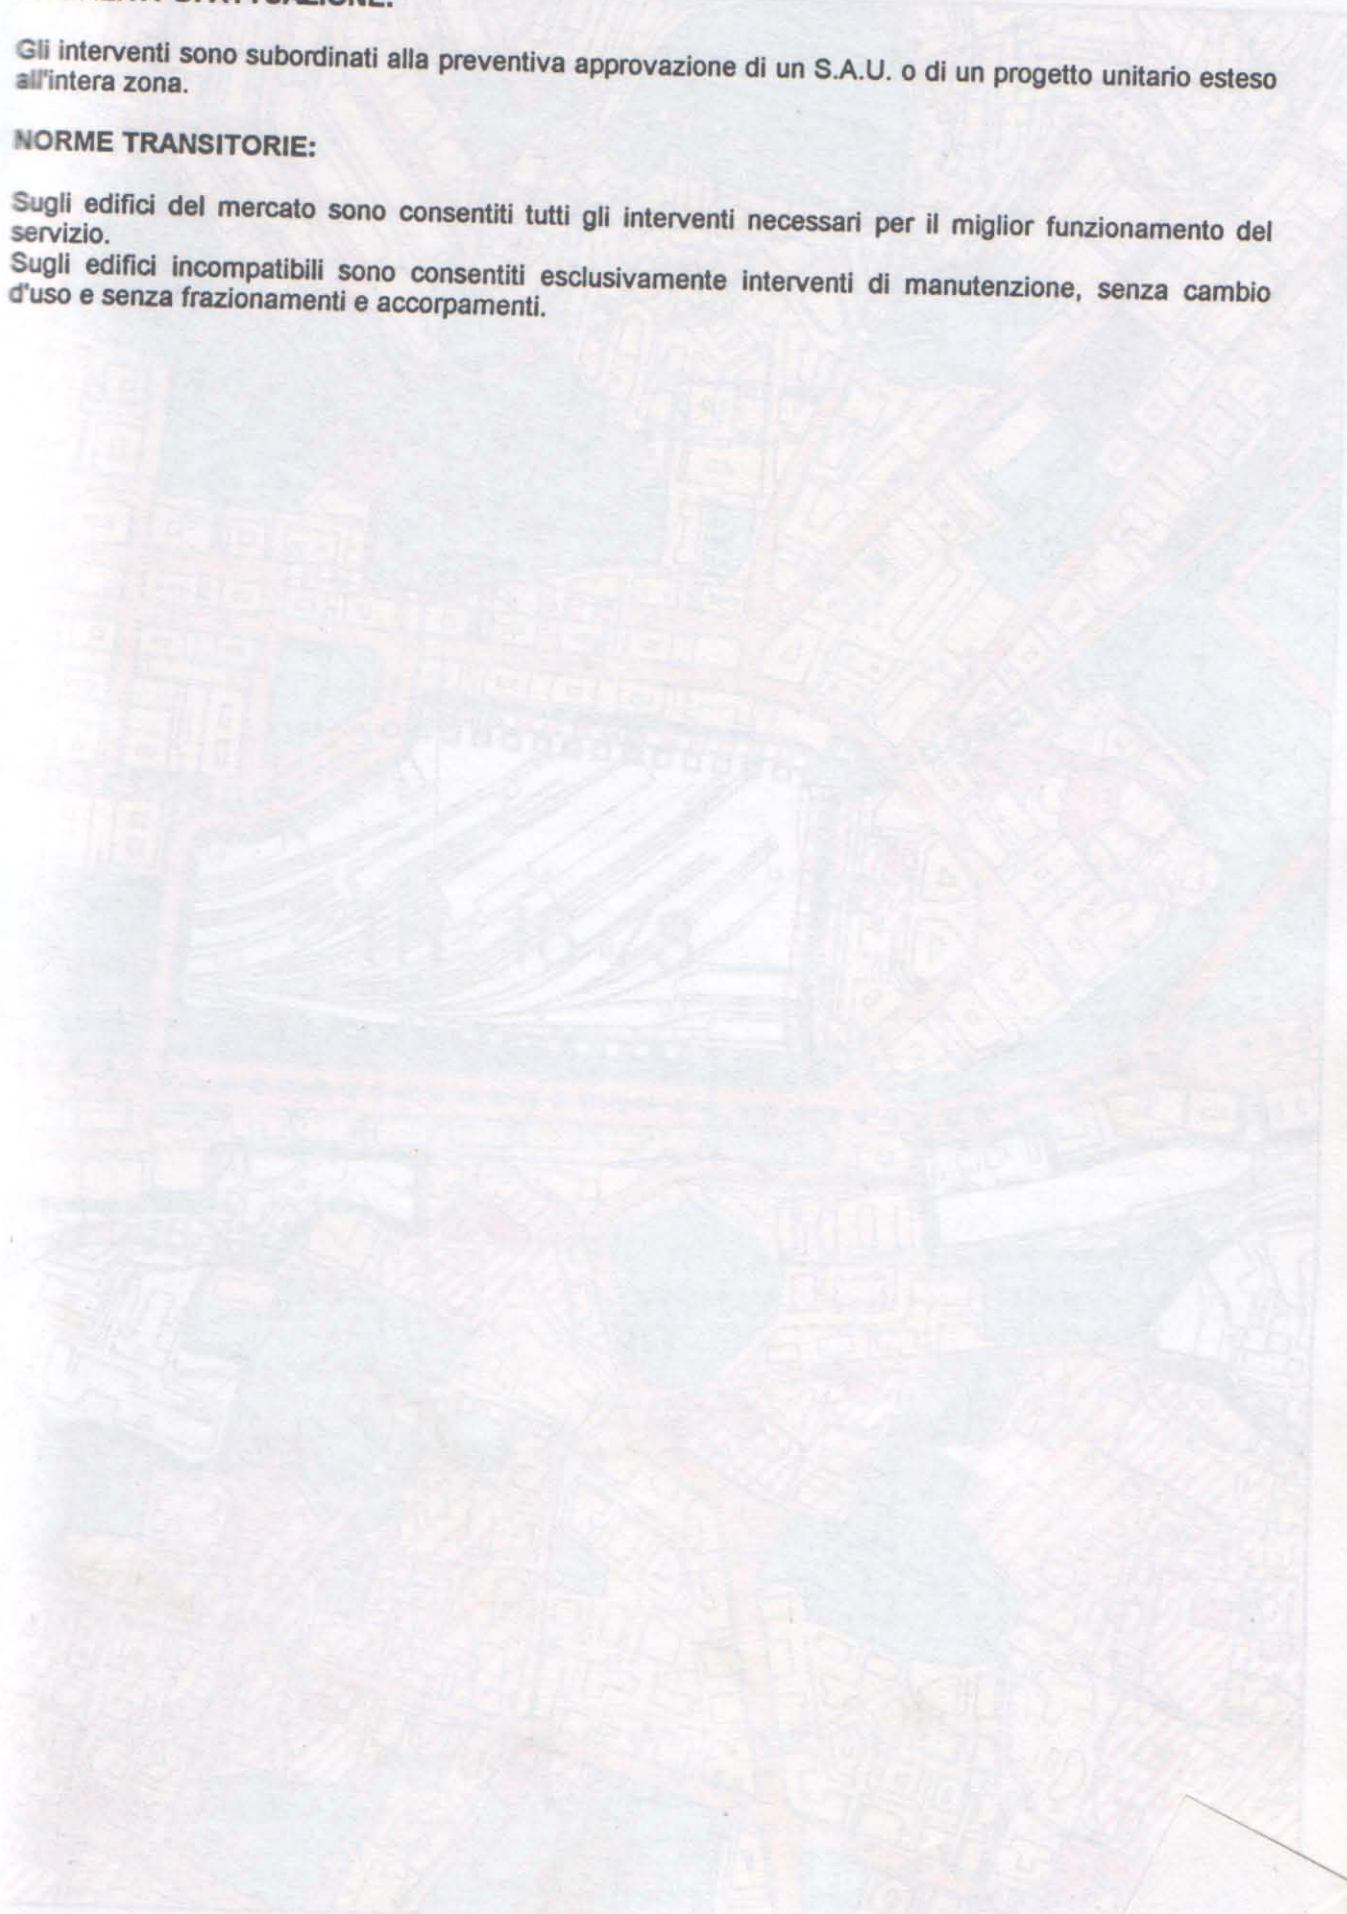 ATTUAZIONE:
Gli interventi sono subordinati alla preventiva approvazione di un S.A.U. o di un progetto unitario esteso
all'intera zona.
NORME TRANSITORIE:
Sugli edifici del mercato sono consentiti tutti gli interventi necessari per il miglior funzionamento del
servizio.
Sugli edifici incompatibili sono consentiti esclusivamente interventi di manutenzione, senza cambio
d'uso e senza frazionamenti e accorpamenti.